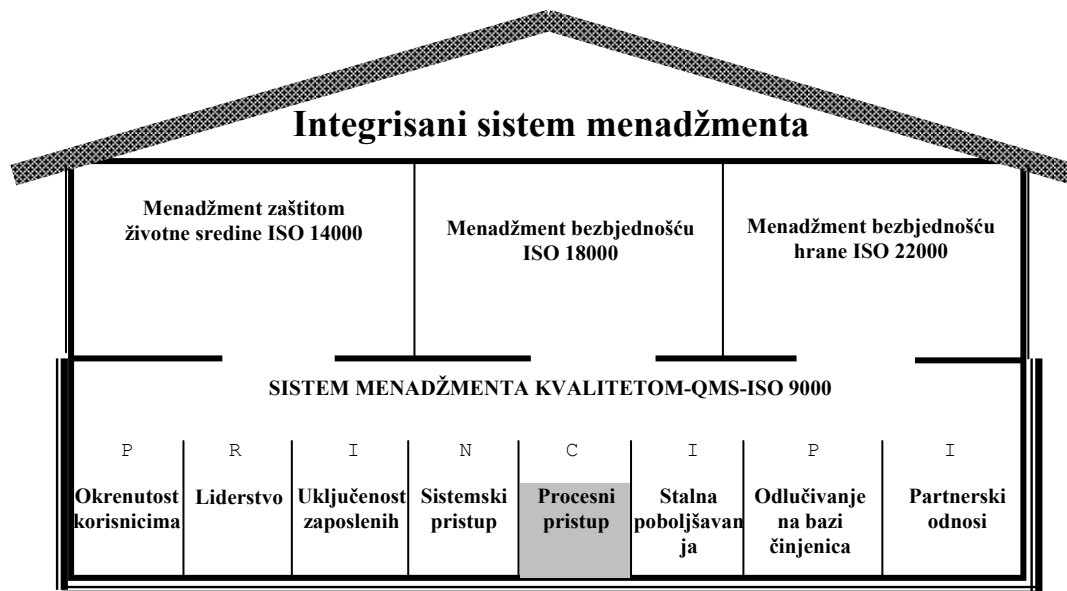 Integrisani sistem menadžmenta
Menadžment zaštitom
životne sredine ISO 14000
Menadžment bezbjednošću
ISO 18000
Menadžment bezbjednošću
hrane ISO 22000
SISTEM MENADŽMENTA KVALITETOM-QMS-ISO 9000
P R I N C I P I
Okrenutost
korisnicima
Liderstvo
Uključenost
zaposlenih
Sistemski
pristup
Procesni
pristup
Stalna
poboljšavan
ja
Odlučivanje
na bazi
činjenica
Partnerski
odnosi